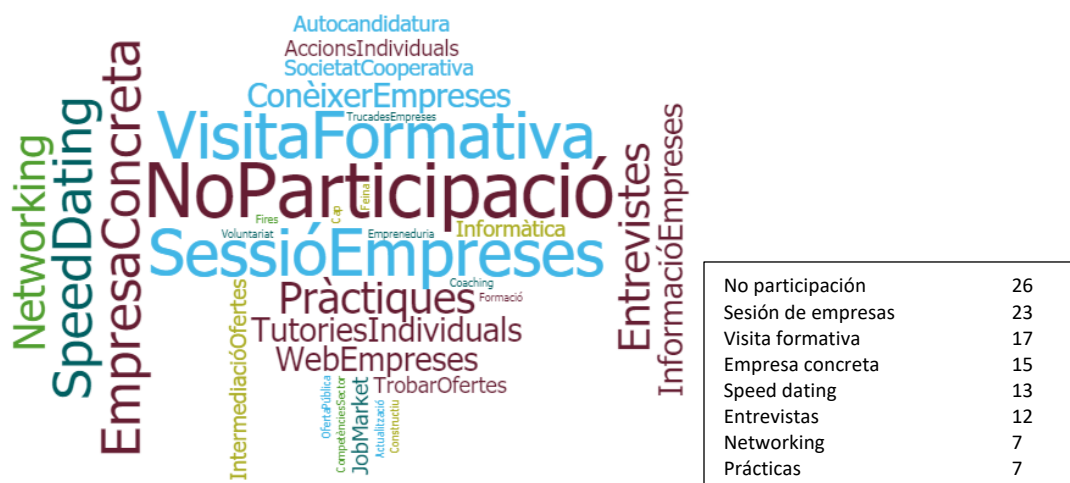 Autocandidatura
AccionsIndividuals
SocietatCooperativa
ConèixerEmpreses
TrucadesEmpreses
VisitaFormativa
NoParticipació
Cap
Feina
Fires
Voluntariat
Empreneduria
Informàtica
SessióEmpreses
Coaching
Pràctiques
Formació
TutoriesIndividuals
WebEmpreses
TrobarOfertes
Networking
SpeedDating
EmpresaConcreta
IntermediacióOfertes
OfertaPública
CompetènciesSector
JobMarket
Actualització
Constructiu
Entrevistes
InformacióEmpreses
No participación 26
Sesión de empresas 23
Visita formativa 17
Empresa concreta 15
Speed dating 13
Entrevistas 12
Networking 7
Prácticas 7